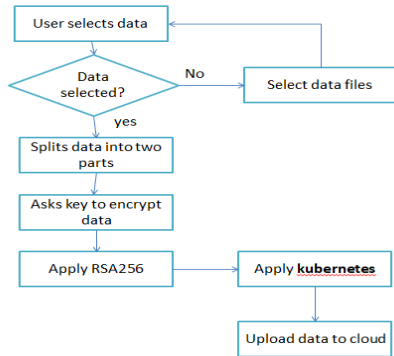 User selects data
Data
selected?
No
Select data files
yes
Splits data into two
parts
Asks key to encrypt
data
Apply RSA256
Apply kubernetes
Upload data to cloud